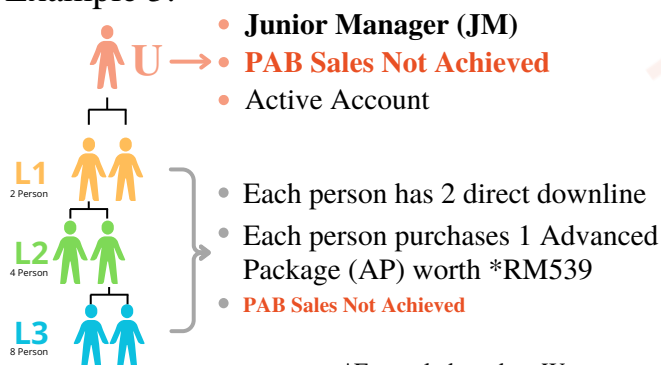 Junior Manager (JM)
U
PAB Sales Not Achieved
Active Account
L1
2 Person
Each person has 2 direct downline
L2
4 Person
Each person purchases 1 Advanced
Package (AP) worth *RM539
PAB Sales Not Achieved
L3
8 Person